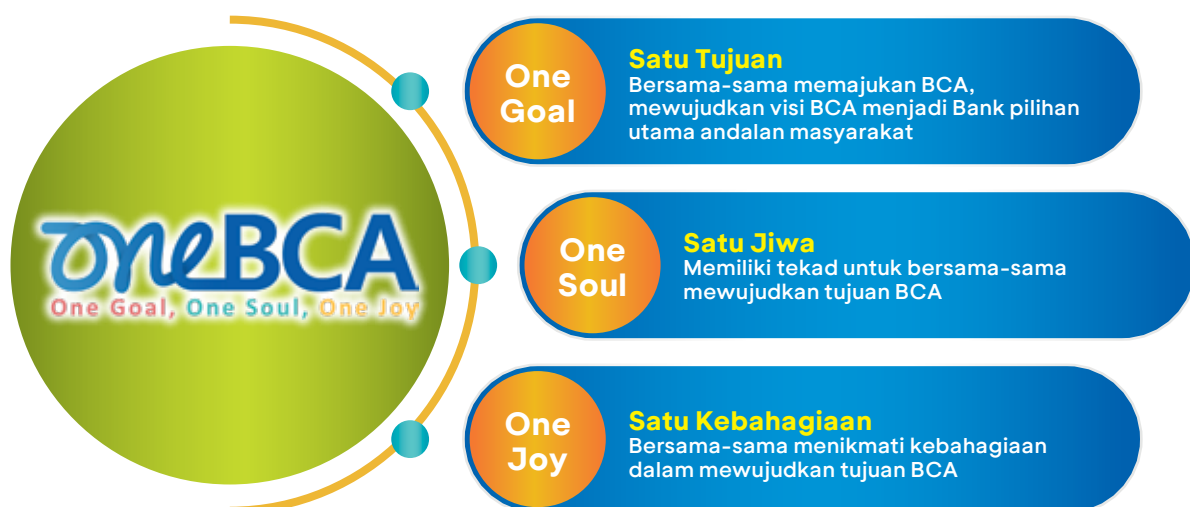 oneBCA
One Goal, One Soul, One Joy
One
Goal
Satu Tujuan
Bersama-sama memajukan BCA,
mewujudkan visi BCA menjadi Bank pilihan
utama andalan masyarakat
One
Soul
Satu Jiwa
Memiliki tekad untuk bersama-sama
mewujudkan tujuan BCA
One
Joy
Satu Kebahagiaan
Bersama-sama menikmati kebahagiaan
dalam mewujudkan tujuan BCA